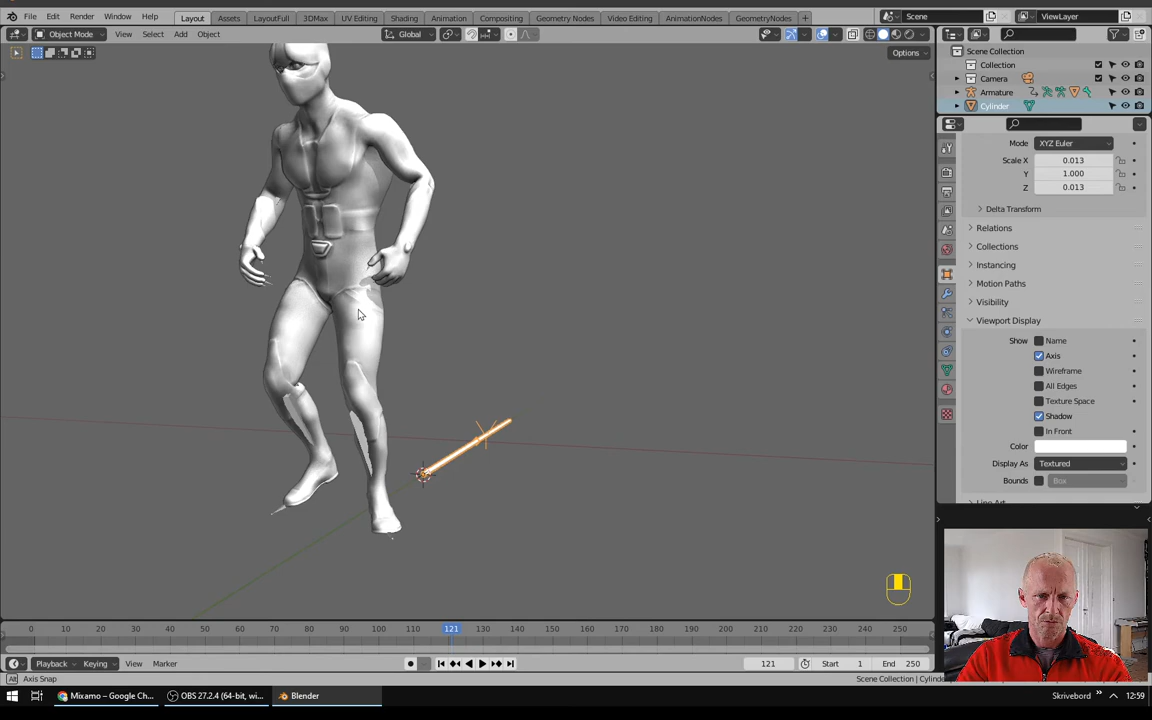 File Edit Render Window Help Layout Assets LayoutFull 3DMax UV Editing Shading Animation Compositing Geometry Nodes Video Editing AnimationNodes GeometryNodes + Scene ViewLayer
Object Mode View Select Add Object Global
Options
Scene Collection
Collection
Camera
Armature
Cylinder
Mode XYZ Euler
Scale X 0.013
Y 1.000
Z 0.013
Delta Transform
Relations
Collections
Instancing
Motion Paths
Visibility
Viewport Display
Show Name
Axis
Wireframe
All Edges
Texture Space
Shadow
In Front
Color
Display As Textured
Bounds Box
Line Art
0 10 20 30 40 50 60 70 80 90 100 110 121 130 140 150 160 170 180 190 200 210 220 230 240 250
Playback Keying View Marker 121 Start 1 End 250
Alt Axis Snap Scene Collection | Cylinde
Mixamo – Google Ch... OBS 27.2.4 (64-bit, wi... Blender Skrivebord » 12:59